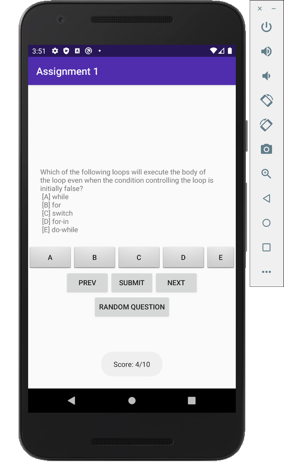 3:51
Assignment 1
Which of the following loops will execute the body of
the loop even when the condition controlling the loop is
initially false?
[A] while
[B] for
[C] switch
[D] for-in
[E] do-while
A B C D E
PREV SUBMIT NEXT
RANDOM QUESTION
Score: 4/10